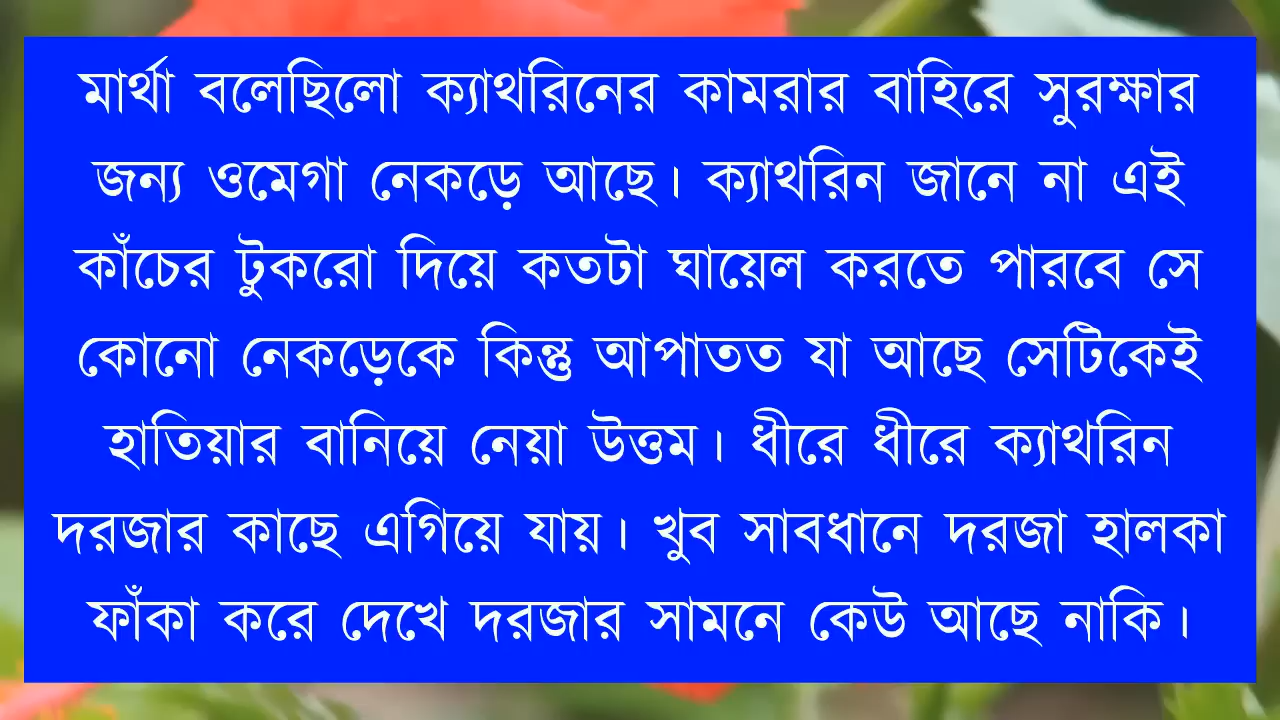 মার্থা বলেছিলো ক্যাথরিনের কামরার বাহিরে সুরক্ষার
জন্য ওমেগা নেকড়ে আছে। ক্যাথরিন জানে না এই
কাঁচের টুকরো দিয়ে কতটা ঘায়েল করতে পারবে সে
কোনো নেকড়েকে কিন্তু আপাতত যা আছে সেটিকেই
হাতিয়ার বানিয়ে নেয়া উত্তম। ধীরে ধীরে ক্যাথরিন
দরজার কাছে এগিয়ে যায়। খুব সাবধানে দরজা হালকা
ফাঁকা করে দেখে দরজার সামনে কেউ আছে নাকি।